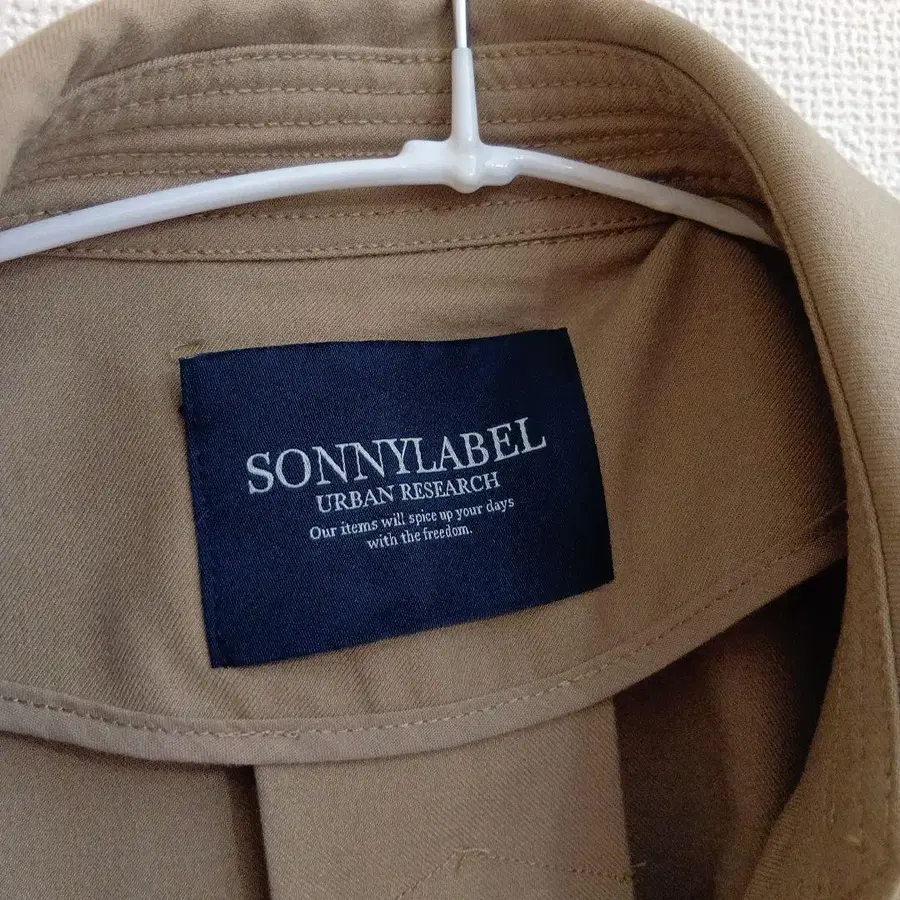 SONNYLABEL
URBAN RESEARCH
Our items will spice up your days
with the freedom.